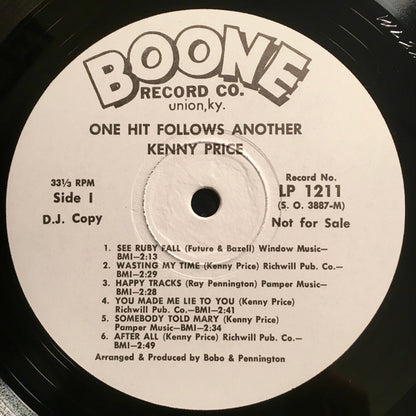 BOONE
RECORD CO.
union,ky.
ONE HIT FOLLOWS ANOTHER
KENNY PRICE
33⅓ RPM
Side I
D.J. Copy
Record No.
LP 1211
(S. O. 3887-M)
Not for Sale
1. SEE RUBY FALL (Future & Bazell) Window Music—
BMI—2:13
2. WASTING MY TIME (Kenny Price) Richwill Pub. Co.—
BMI—2:29
3. HAPPY TRACKS (Ray Pennington) Pamper Music—
BMI—2:28
4. YOU MADE ME LIE TO YOU (Kenny Price)
Richwill Pub. Co.—BMI—2:41
5. SOMEBODY TOLD MARY (Kenny Price)
Pamper Music—BMI—2:34
6. AFTER ALL (Kenny Price) Richwill Pub. Co.—
BMI—2:49
Arranged & Produced by Bobo & Pennington